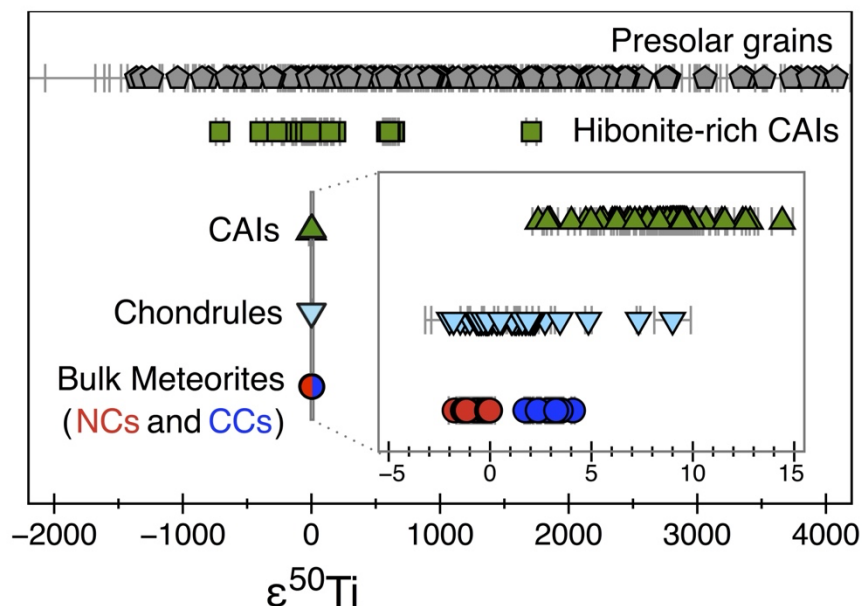 Presolar grains
Hibonite-rich CAIs
CAIs
Chondrules
Bulk Meteorites
(NCs and CCs)
−5 0 5 10 15
−2000 −1000 0 1000 2000 3000 4000
ε⁵⁰Ti